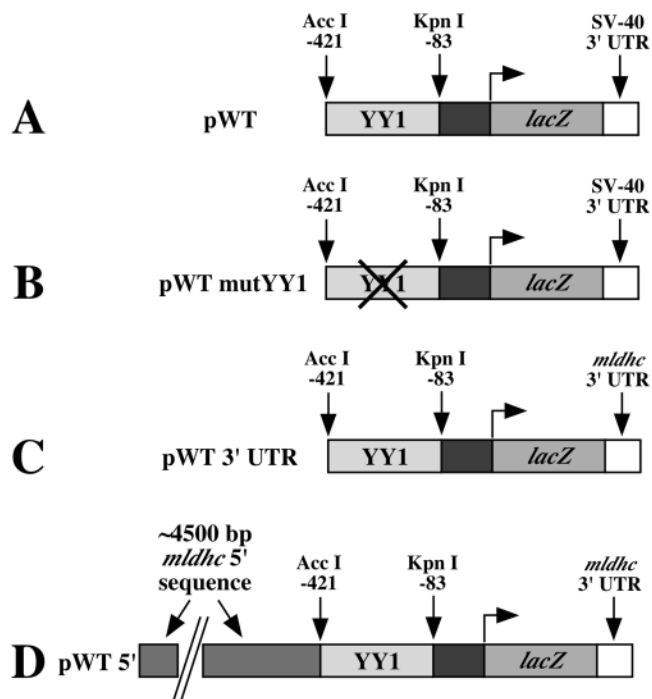 Acc I
-421
Kpn I
-83
SV-40
3' UTR
A
pWT
YY1
lacZ
Acc I
-421
Kpn I
-83
SV-40
3' UTR
B
pWT mutYY1
YY1
lacZ
Acc I
-421
Kpn I
-83
mldhc
3' UTR
C
pWT 3' UTR
YY1
lacZ
~4500 bp
mldhc 5'
sequence
Acc I
-421
Kpn I
-83
mldhc
3' UTR
D
pWT 5'
YY1
lacZ